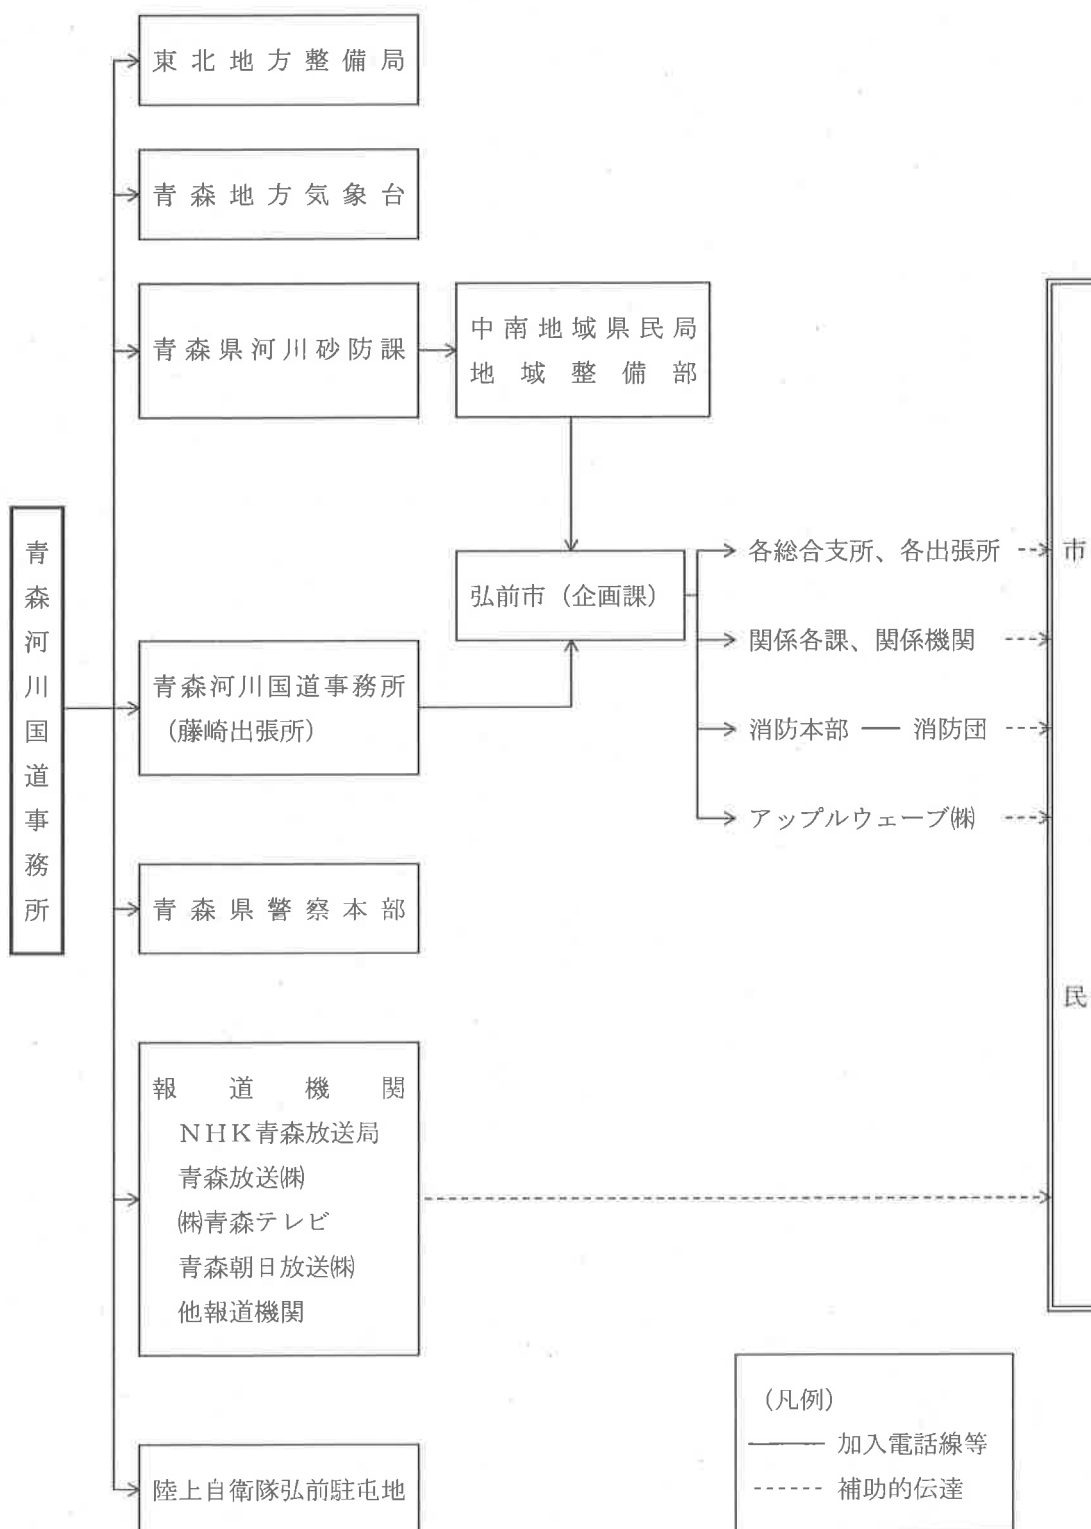 東北地方整備局
青森地方気象台
青森県河川砂防課
中南地域県民局
地域整備部
青森河川国道事務所
弘前市（企画課）
各総合支所、各出張所
関係各課、関係機関
消防本部 ── 消防団
アップルウェーブ㈱
市民
青森河川国道事務所
（藤崎出張所）
青森県警察本部
報道機関
NHK青森放送局
青森放送㈱
㈱青森テレビ
青森朝日放送㈱
他報道機関
陸上自衛隊弘前駐屯地
（凡例）
加入電話線等
補助的伝達